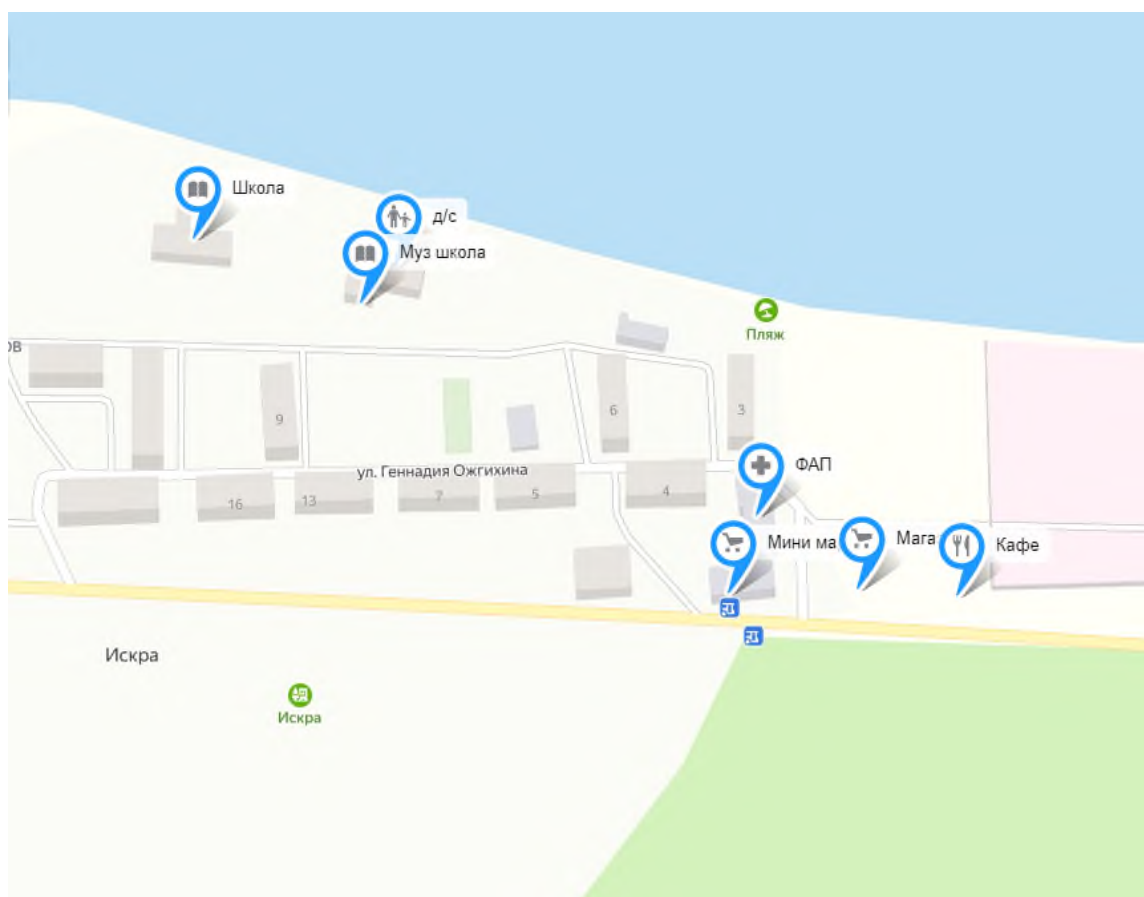 Школа
д/с
Муз школа
Пляж
ов
9
6
3
ул. Геннадия Ожгихина
ФАП
16
13
7
5
4
Мини ма
Мага
Кафе
Искра
Искра